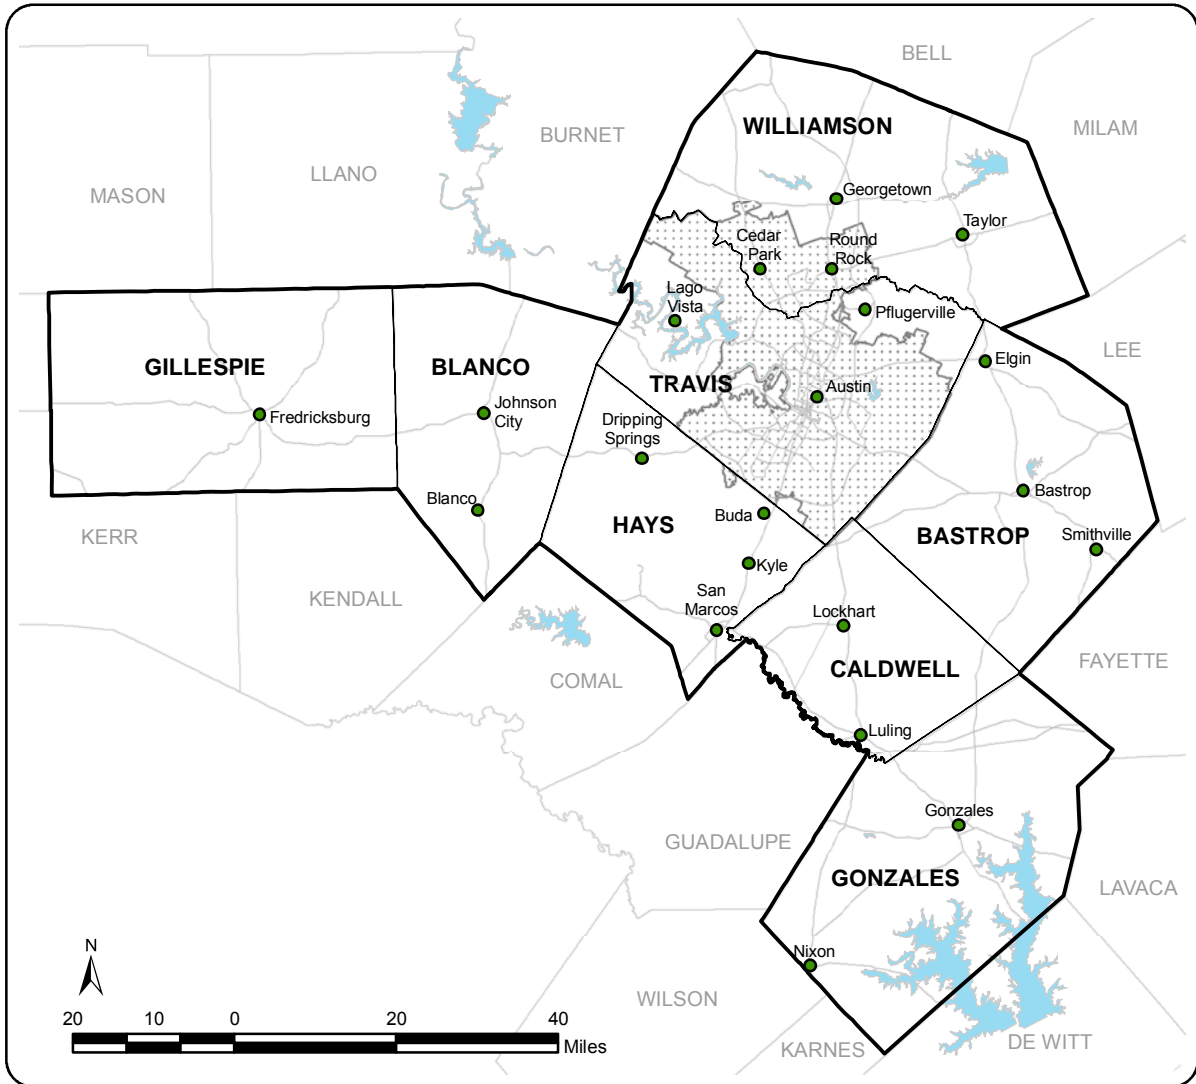 BELL
WILLIAMSON
MILAM
BURNET
LLANO
MASON
Georgetown
Taylor
Cedar
Park
Round
Rock
Lago
Vista
Pflugerville
LEE
Elgin
GILLESPIE
BLANCO
TRAVIS
Austin
Johnson
City
Fredricksburg
Dripping
Springs
Bastrop
Blanco
Buda
HAYS
BASTROP
Smithville
KERR
Kyle
KENDALL
San
Marcos
Lockhart
FAYETTE
CALDWELL
COMAL
Luling
Gonzales
GUADALUPE
GONZALES
LAVACA
N
Nixon
WILSON
20 10 0 20 40
Miles
DE WITT
KARNES